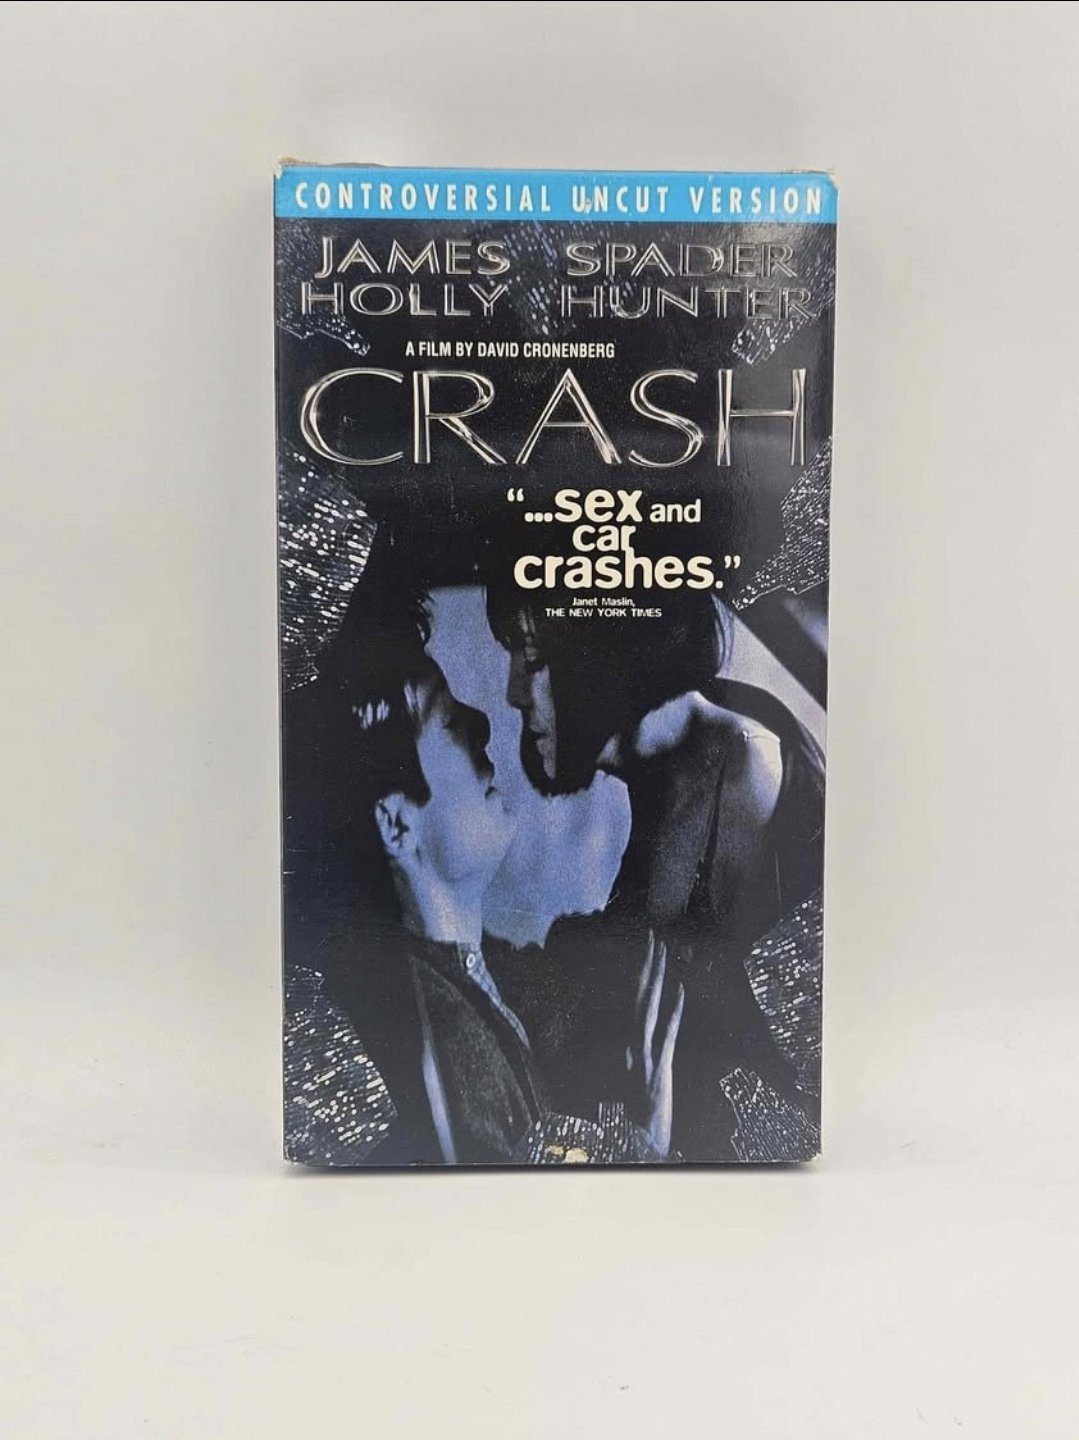 CONTROVERSIAL UNCUT VERSION
JAMES SPADER
HOLLY HUNTER
A FILM BY DAVID CRONENBERG
CRASH
"...sex and
car
crashes."
Janet Maslin,
THE NEW YORK TIMES